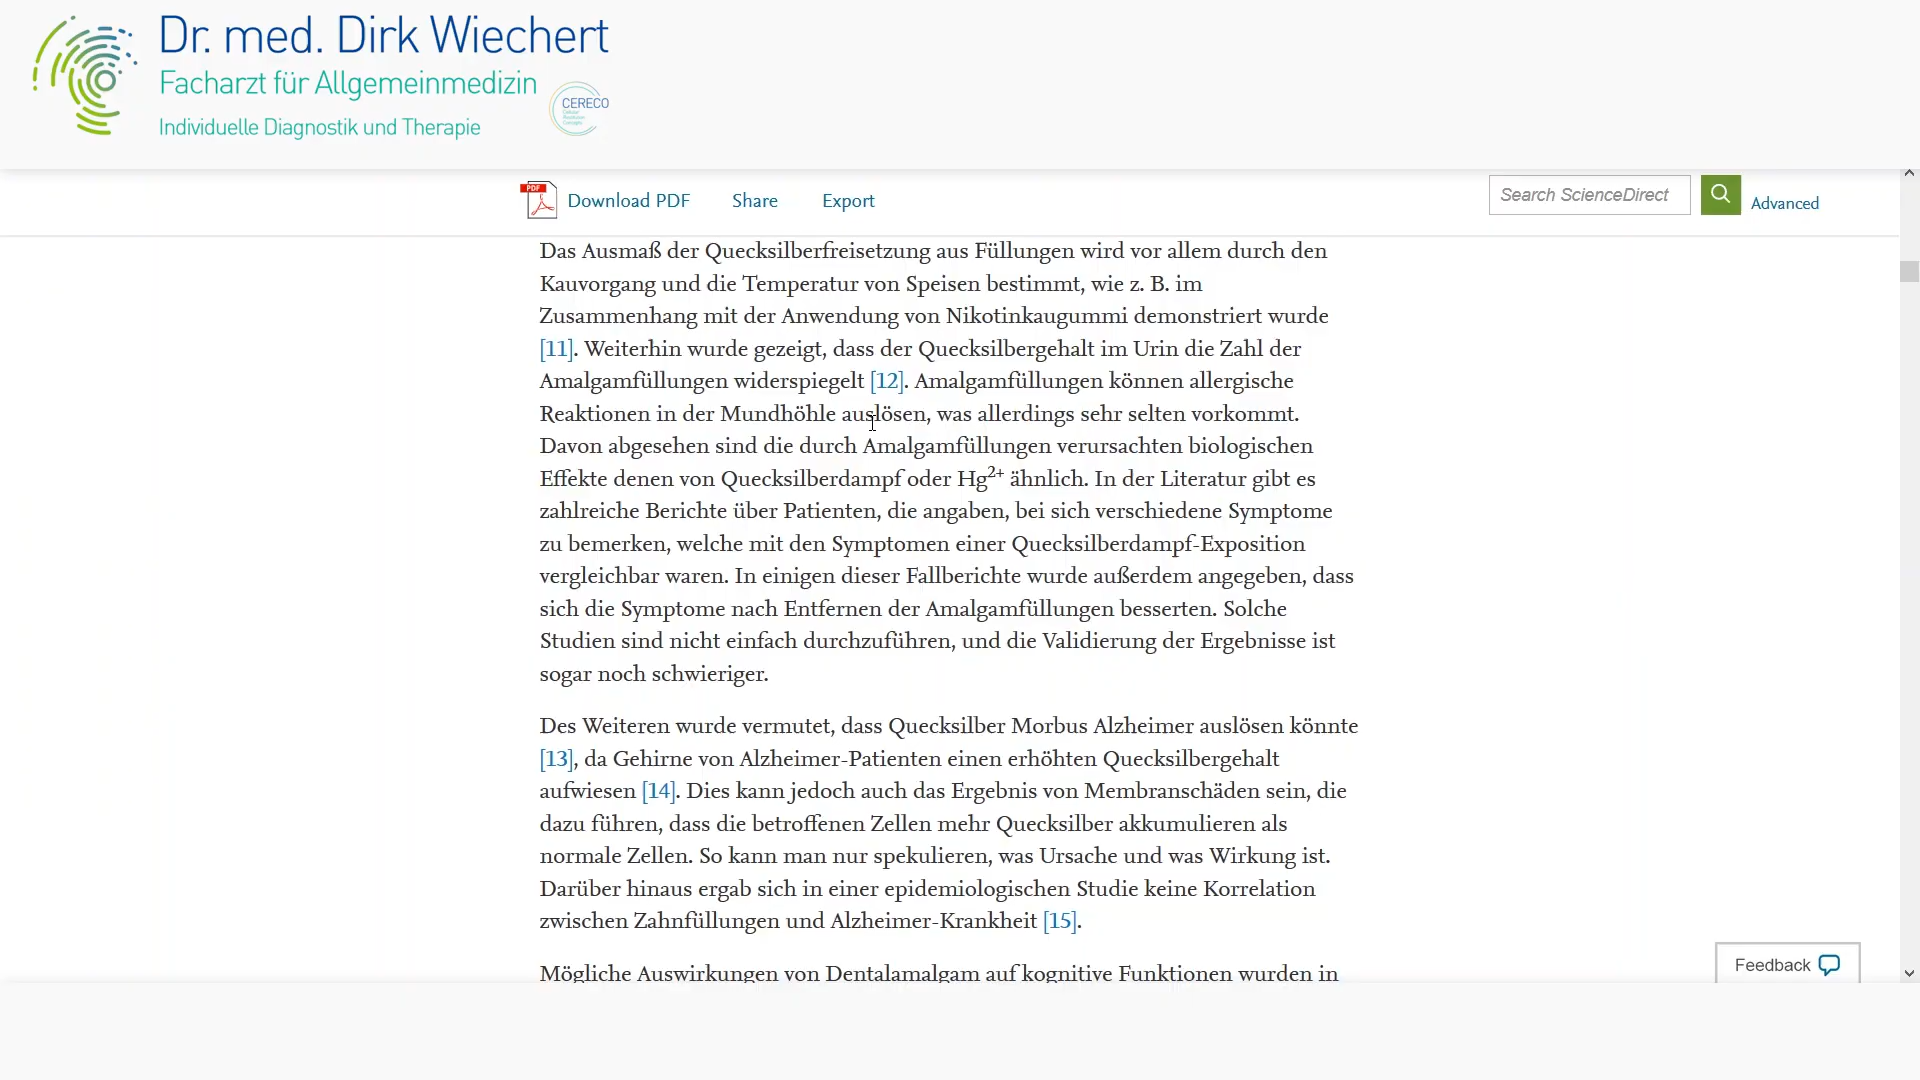 Dr. med. Dirk Wiechert
Facharzt für Allgemeinmedizin
CERECO
Individuelle Diagnostik und Therapie
PDF
Download PDF
Share
Export
Search ScienceDirect
Advanced
Das Ausmaß der Quecksilberfreisetzung aus Füllungen wird vor allem durch den
Kauvorgang und die Temperatur von Speisen bestimmt, wie z. B. im
Zusammenhang mit der Anwendung von Nikotinkaugummi demonstriert wurde
[11]. Weiterhin wurde gezeigt, dass der Quecksilbergehalt im Urin die Zahl der
Amalgamfüllungen widerspiegelt [12]. Amalgamfüllungen können allergische
Reaktionen in der Mundhöhle auslösen, was allerdings sehr selten vorkommt.
Davon abgesehen sind die durch Amalgamfüllungen verursachten biologischen
Effekte denen von Quecksilberdampf oder Hg²⁺ ähnlich. In der Literatur gibt es
zahlreiche Berichte über Patienten, die angaben, bei sich verschiedene Symptome
zu bemerken, welche mit den Symptomen einer Quecksilberdampf-Exposition
vergleichbar waren. In einigen dieser Fallberichte wurde außerdem angegeben, dass
sich die Symptome nach Entfernen der Amalgamfüllungen besserten. Solche
Studien sind nicht einfach durchzuführen, und die Validierung der Ergebnisse ist
sogar noch schwieriger.
Des Weiteren wurde vermutet, dass Quecksilber Morbus Alzheimer auslösen könnte
[13], da Gehirne von Alzheimer-Patienten einen erhöhten Quecksilbergehalt
aufwiesen [14]. Dies kann jedoch auch das Ergebnis von Membranschäden sein, die
dazu führen, dass die betroffenen Zellen mehr Quecksilber akkumulieren als
normale Zellen. So kann man nur spekulieren, was Ursache und was Wirkung ist.
Darüber hinaus ergab sich in einer epidemiologischen Studie keine Korrelation
zwischen Zahnfüllungen und Alzheimer-Krankheit [15].
Feedback
Mögliche Auswirkungen von Dentalamalgam auf kognitive Funktionen wurden in